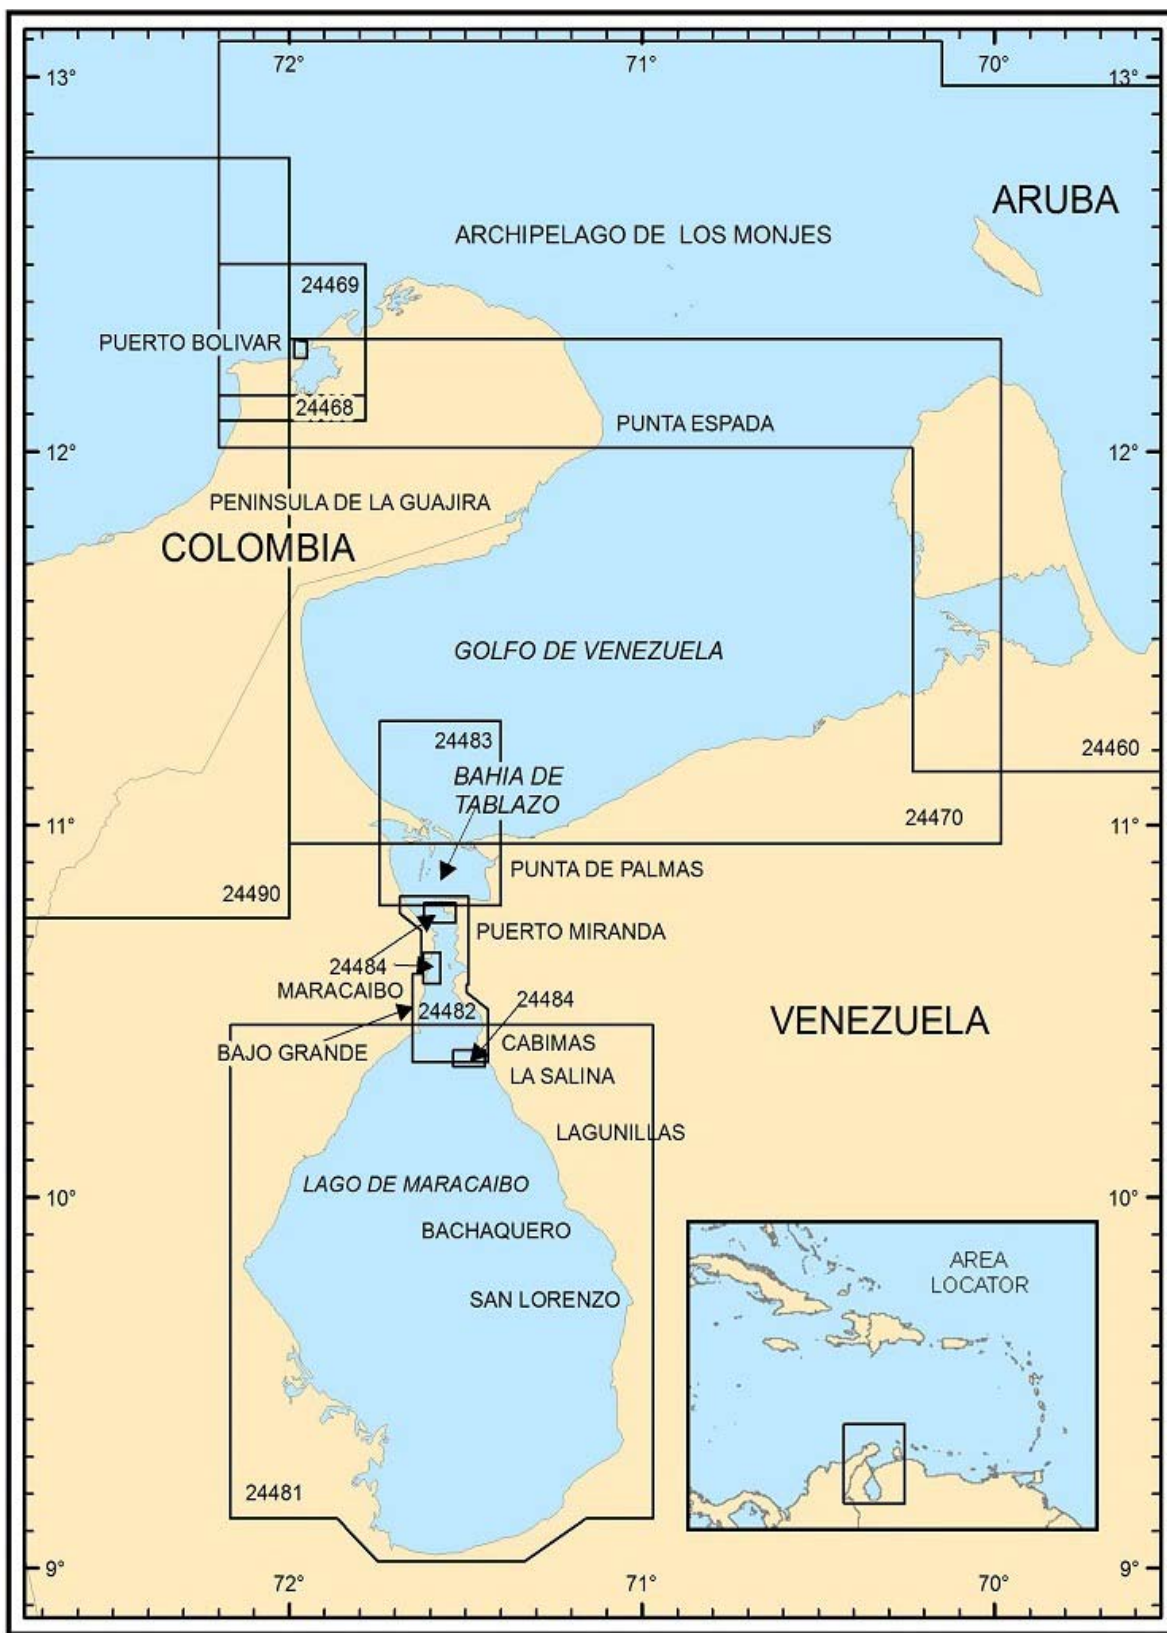 72°
71°
70°
13°
13°
ARUBA
ARCHIPELAGO DE LOS MONJES
24469
PUERTO BOLIVAR
24468
PUNTA ESPADA
12°
12°
PENINSULA DE LA GUAJIRA
COLOMBIA
GOLFO DE VENEZUELA
24483
24460
BAHIA DE
TABLAZO
24470
11°
11°
PUNTA DE PALMAS
24490
PUERTO MIRANDA
24484
MARACAIBO
24484
24482
VENEZUELA
CABIMAS
BAJO GRANDE
LA SALINA
LAGUNILLAS
LAGO DE MARACAIBO
10°
10°
BACHAQUERO
AREA
LOCATOR
SAN LORENZO
24481
9°
9°
72°
71°
70°